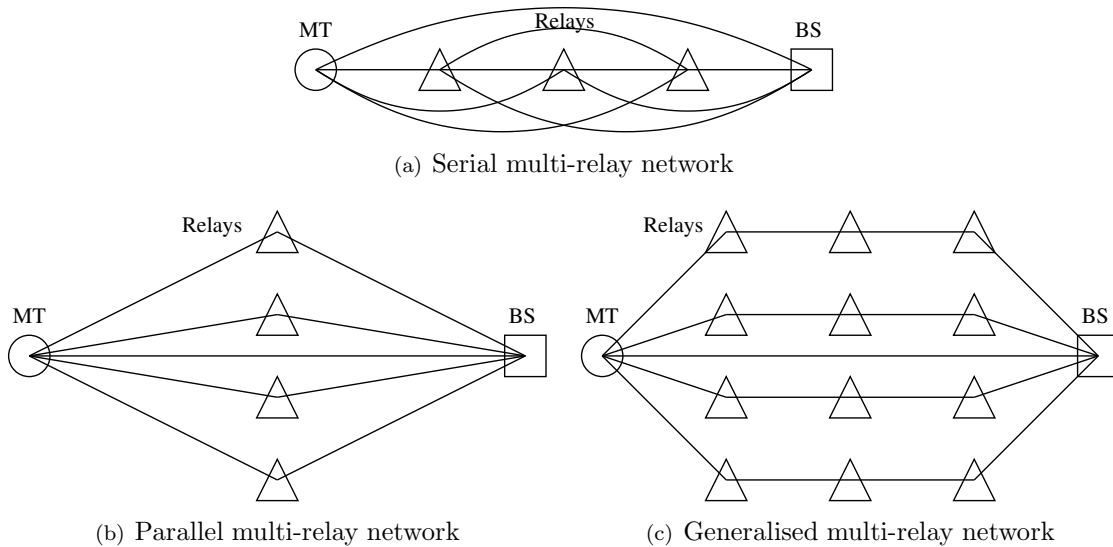 Relays
MT
BS
(a) Serial multi-relay network
Relays
MT
BS
(b) Parallel multi-relay network
Relays
MT
BS
(c) Generalised multi-relay network